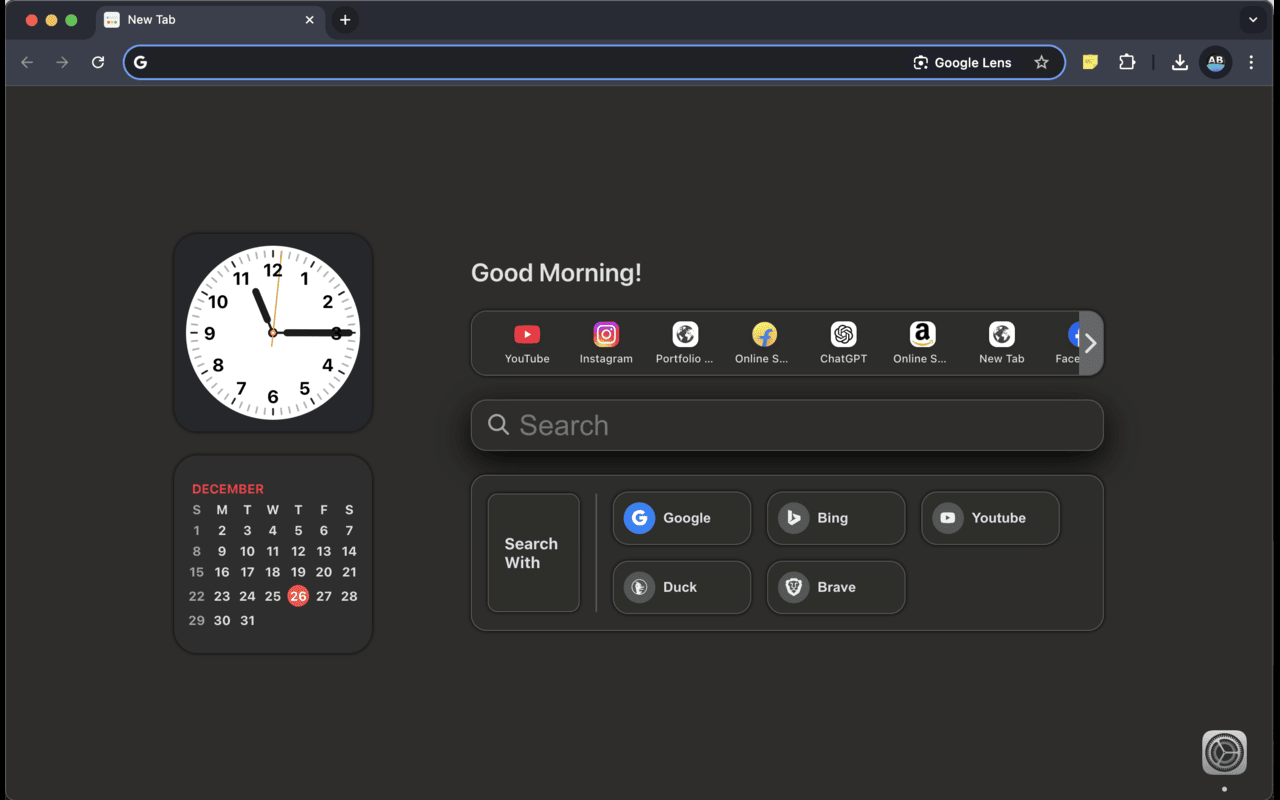 New Tab
Google Lens
AB
12
11
1
10
2
9
3
8
4
7
5
6
Good Morning!
YouTube
Instagram
Portfolio ...
Online S...
ChatGPT
Online S...
New Tab
Face
Search
DECEMBER
S M T W T F S
1 2 3 4 5 6 7
8 9 10 11 12 13 14
15 16 17 18 19 20 21
22 23 24 25 26 27 28
29 30 31
Search
With
Google
Bing
Youtube
Duck
Brave